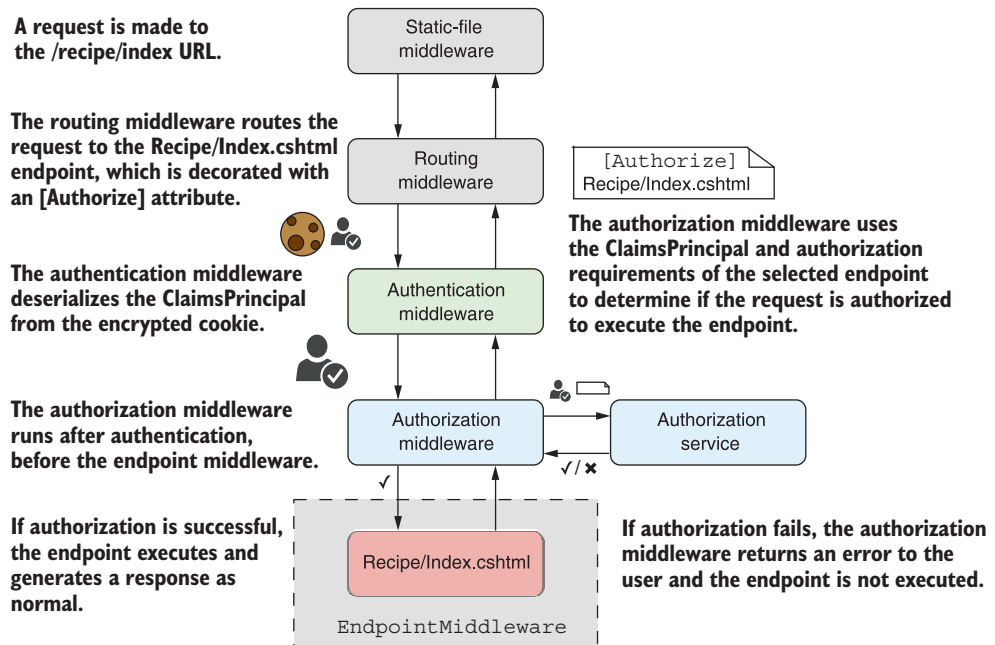 A request is made to
the /recipe/index URL.
Static-file
middleware
The routing middleware routes the
request to the Recipe/Index.cshtml
endpoint, which is decorated with
an [Authorize] attribute.
Routing
middleware
[Authorize]
Recipe/Index.cshtml
The authorization middleware uses
the ClaimsPrincipal and authorization
requirements of the selected endpoint
to determine if the request is authorized
to execute the endpoint.
The authentication middleware
deserializes the ClaimsPrincipal
from the encrypted cookie.
Authentication
middleware
The authorization middleware
runs after authentication,
before the endpoint middleware.
Authorization
middleware
Authorization
service
✓/✖
✓
If authorization is successful,
the endpoint executes and
generates a response as
normal.
Recipe/Index.cshtml
EndpointMiddleware
If authorization fails, the authorization
middleware returns an error to the
user and the endpoint is not executed.